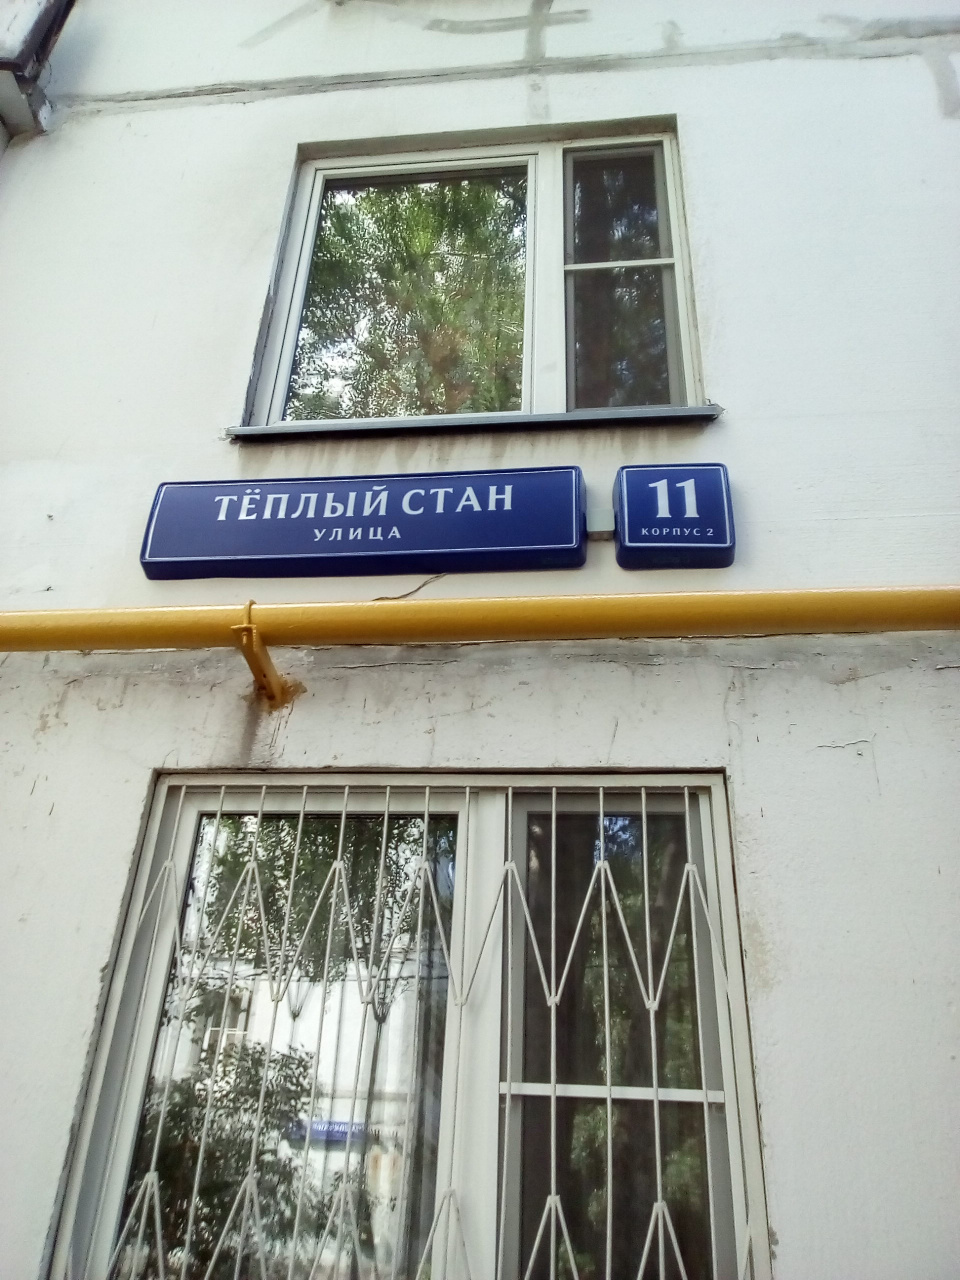 ТЁПЛЫЙ СТАН
УЛИЦА
11
КОРПУС 2